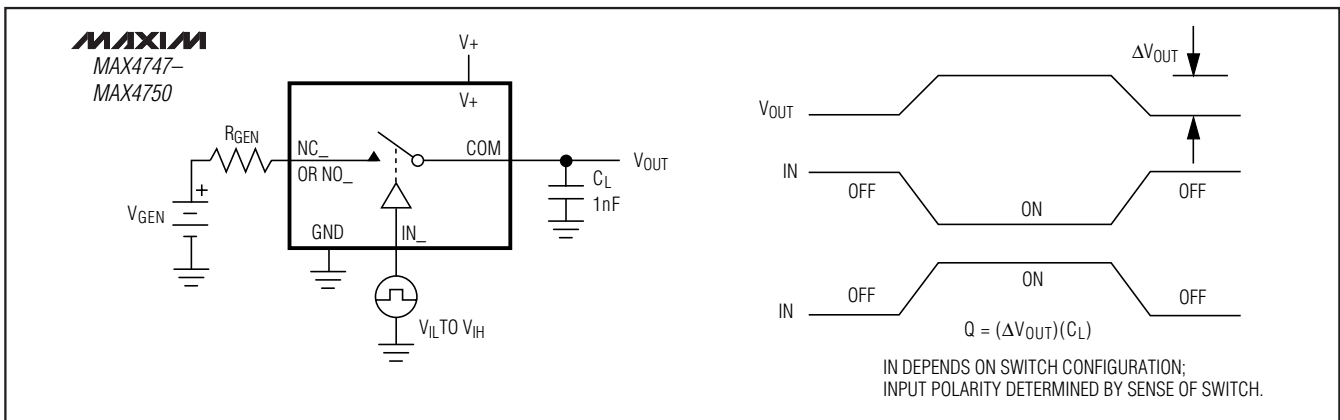 MAXIM
MAX4747–
MAX4750
V+
V+
RGEN
NC_
OR NO_
COM
VOUT
CL
1nF
VGEN
+
GND
IN_
VIL TO VIH
ΔVOUT
VOUT
IN
OFF
ON
OFF
IN
OFF
ON
OFF
Q = (ΔVOUT)(CL)
IN DEPENDS ON SWITCH CONFIGURATION;
INPUT POLARITY DETERMINED BY SENSE OF SWITCH.